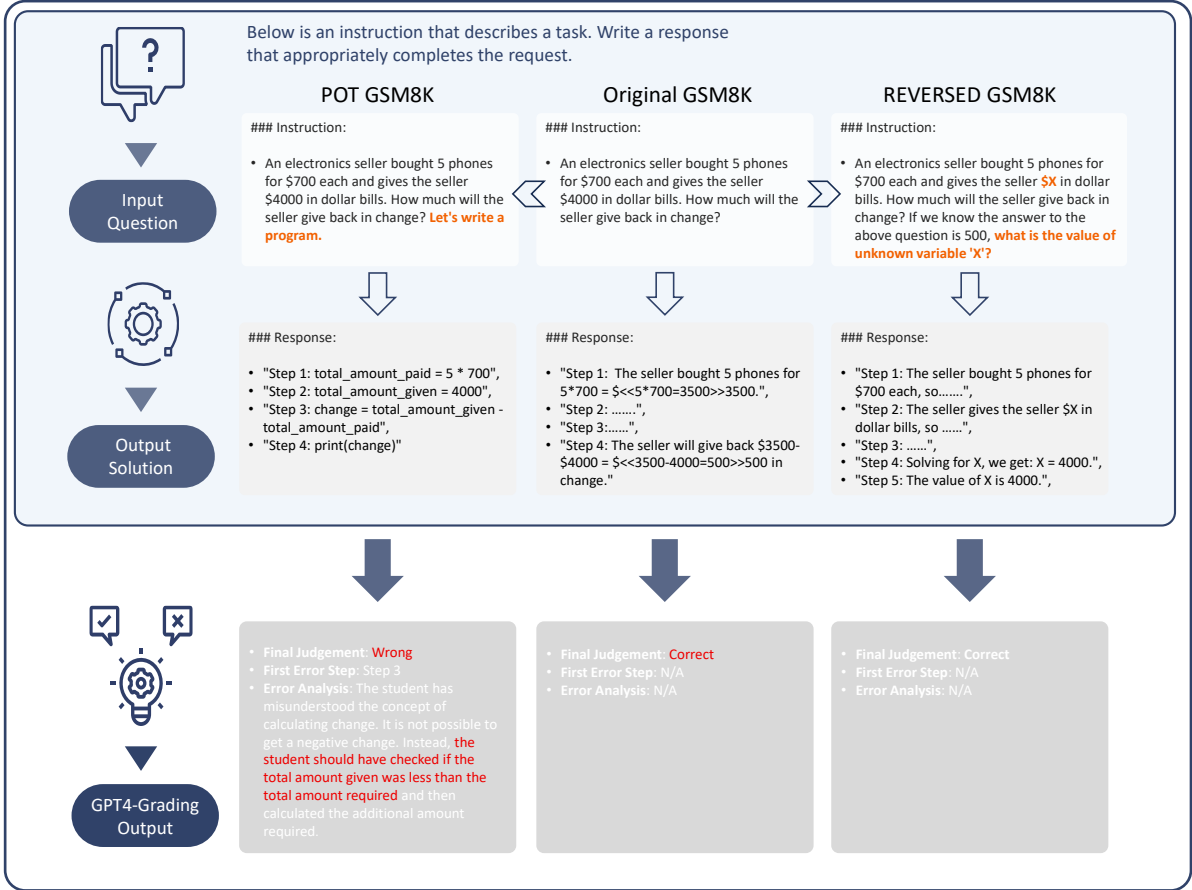 Below is an instruction that describes a task. Write a response
that appropriately completes the request.
?
Input
Question
Output
Solution
GPT4-Grading
Output
POT GSM8K
### Instruction:
• An electronics seller bought 5 phones
for $700 each and gives the seller
$4000 in dollar bills. How much will the
seller give back in change? Let's write a
program.
### Response:
• "Step 1: total_amount_paid = 5 * 700",
• "Step 2: total_amount_given = 4000",
• "Step 3: change = total_amount_given -
total_amount_paid",
• "Step 4: print(change)"
• Final Judgement: Wrong
• First Error Step: Step 3
• Error Analysis: The student has
misunderstood the concept of
calculating change. It is not possible to
get a negative change. Instead, the
student should have checked if the
total amount given was less than the
total amount required and then
calculated the additional amount
required.
Original GSM8K
### Instruction:
• An electronics seller bought 5 phones
for $700 each and gives the seller
$4000 in dollar bills. How much will the
seller give back in change?
### Response:
• "Step 1:  The seller bought 5 phones for
5*700 = $<<5*700=3500>>3500.",
• "Step 2: …….",
• "Step 3:……",
• "Step 4: The seller will give back $3500-
$4000 = $<<3500-4000=500>>500 in
change."
• Final Judgement: Correct
• First Error Step: N/A
• Error Analysis: N/A
REVERSED GSM8K
### Instruction:
• An electronics seller bought 5 phones for
$700 each and gives the seller $X in dollar
bills. How much will the seller give back in
change? If we know the answer to the
above question is 500, what is the value of
unknown variable 'X'?
### Response:
• "Step 1: The seller bought 5 phones for
$700 each, so…….",
• "Step 2: The seller gives the seller $X in
dollar bills, so ……",
• "Step 3: ……",
• "Step 4: Solving for X, we get: X = 4000.",
• "Step 5: The value of X is 4000.",
• Final Judgement: Correct
• First Error Step: N/A
• Error Analysis: N/A